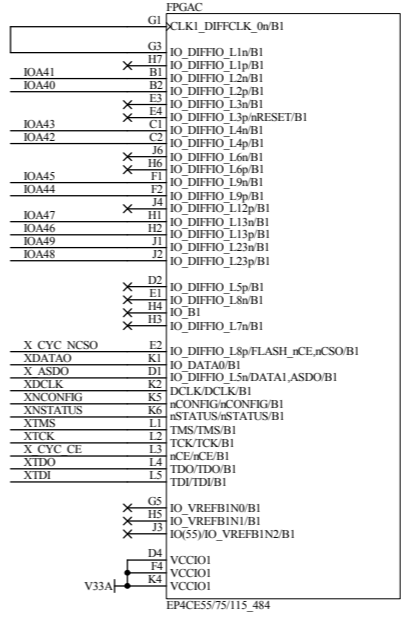 FPGAC
G1 CLK1_DIFFCLK_0n/B1
G3 IO_DIFFIO_L1n/B1
H7 IO_DIFFIO_L1p/B1
IOA41 B1 IO_DIFFIO_L2n/B1
IOA40 B2 IO_DIFFIO_L2p/B1
E3 IO_DIFFIO_L3n/B1
E4 IO_DIFFIO_L3p/nRESET/B1
IOA43 C1 IO_DIFFIO_L4n/B1
IOA42 C2 IO_DIFFIO_L4p/B1
J6 IO_DIFFIO_L6n/B1
H6 IO_DIFFIO_L6p/B1
IOA45 F1 IO_DIFFIO_L9n/B1
IOA44 F2 IO_DIFFIO_L9p/B1
J4 IO_DIFFIO_L12p/B1
IOA47 H1 IO_DIFFIO_L13n/B1
IOA46 H2 IO_DIFFIO_L13p/B1
IOA49 J1 IO_DIFFIO_L23n/B1
IOA48 J2 IO_DIFFIO_L23p/B1
D2 IO_DIFFIO_L5p/B1
E1 IO_DIFFIO_L8n/B1
H4 IO_B1
H3 IO_DIFFIO_L7n/B1
X_CYC_NCSO E2 IO_DIFFIO_L8p/FLASH_nCE,nCSO/B1
XDATAO K1 IO_DATA0/B1
X_ASDO D1 IO_DIFFIO_L5n/DATA1,ASDO/B1
XDCLK K2 DCLK/DCLK/B1
XNCONFIG K5 nCONFIG/nCONFIG/B1
XNSTATUS K6 nSTATUS/nSTATUS/B1
XTMS L1 TMS/TMS/B1
XTCK L2 TCK/TCK/B1
X_CYC_CE L3 nCE/nCE/B1
XTDO L4 TDO/TDO/B1
XTDI L5 TDI/TDI/B1
G5 IO_VREFB1N0/B1
H5 IO_VREFB1N1/B1
J3 IO(55)/IO_VREFB1N2/B1
D4 VCCIO1
F4 VCCIO1
V33A K4 VCCIO1
EP4CE55/75/115_484